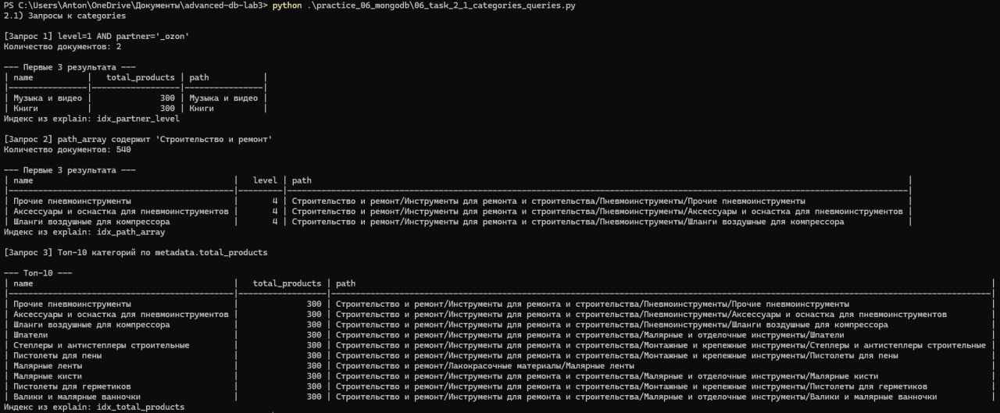 PS C:\Users\Anton\OneDrive\Документы\advanced-db-lab3> python .\practice_06_mongodb\06_task_2_1_categories_queries.py
2.1) Запросы к categories
[Запрос 1] level=1 AND partner='_ozon'
Количество документов: 2
--- Первые 3 результата ---
| name | total_products | path |
|----------------|------------------|----------------|
| Музыка и видео | 300 | Музыка и видео |
| Книги | 300 | Книги |
Индекс из explain: idx_partner_level
[Запрос 2] path_array содержит 'Строительство и ремонт'
Количество документов: 540
--- Первые 3 результата ---
| name | level | path |
|-----------------------------------------------|---------|----------------------------------------------------------------------------------------------------------------------------------|
| Прочие пневмоинструменты | 4 | Строительство и ремонт/Инструменты для ремонта и строительства/Пневмоинструменты/Прочие пневмоинструменты |
| Аксессуары и оснастка для пневмоинструментов | 4 | Строительство и ремонт/Инструменты для ремонта и строительства/Пневмоинструменты/Аксессуары и оснастка для пневмоинструментов |
| Шланги воздушные для компрессора | 4 | Строительство и ремонт/Инструменты для ремонта и строительства/Пневмоинструменты/Шланги воздушные для компрессора |
Индекс из explain: idx_path_array
[Запрос 3] Топ-10 категорий по metadata.total_products
--- Топ-10 ---
| name | total_products | path |
|-----------------------------------------------|------------------|------------------------------------------------------------------------------------------------------------------------------------------|
| Прочие пневмоинструменты | 300 | Строительство и ремонт/Инструменты для ремонта и строительства/Пневмоинструменты/Прочие пневмоинструменты |
| Аксессуары и оснастка для пневмоинструментов | 300 | Строительство и ремонт/Инструменты для ремонта и строительства/Пневмоинструменты/Аксессуары и оснастка для пневмоинструментов |
| Шланги воздушные для компрессора | 300 | Строительство и ремонт/Инструменты для ремонта и строительства/Пневмоинструменты/Шланги воздушные для компрессора |
| Шпатели | 300 | Строительство и ремонт/Инструменты для ремонта и строительства/Малярные и отделочные инструменты/Шпатели |
| Степлеры и антистеплеры строительные | 300 | Строительство и ремонт/Инструменты для ремонта и строительства/Монтажные и крепежные инструменты/Степлеры и антистеплеры строительные |
| Пистолеты для пены | 300 | Строительство и ремонт/Инструменты для ремонта и строительства/Монтажные и крепежные инструменты/Пистолеты для пены |
| Малярные ленты | 300 | Строительство и ремонт/Лакокрасочные материалы/Малярные ленты |
| Малярные кисти | 300 | Строительство и ремонт/Инструменты для ремонта и строительства/Малярные и отделочные инструменты/Малярные кисти |
| Пистолеты для герметиков | 300 | Строительство и ремонт/Инструменты для ремонта и строительства/Монтажные и крепежные инструменты/Пистолеты для герметиков |
| Валики и малярные ванночки | 300 | Строительство и ремонт/Инструменты для ремонта и строительства/Малярные и отделочные инструменты/Валики и малярные ванночки |
Индекс из explain: idx_total_products